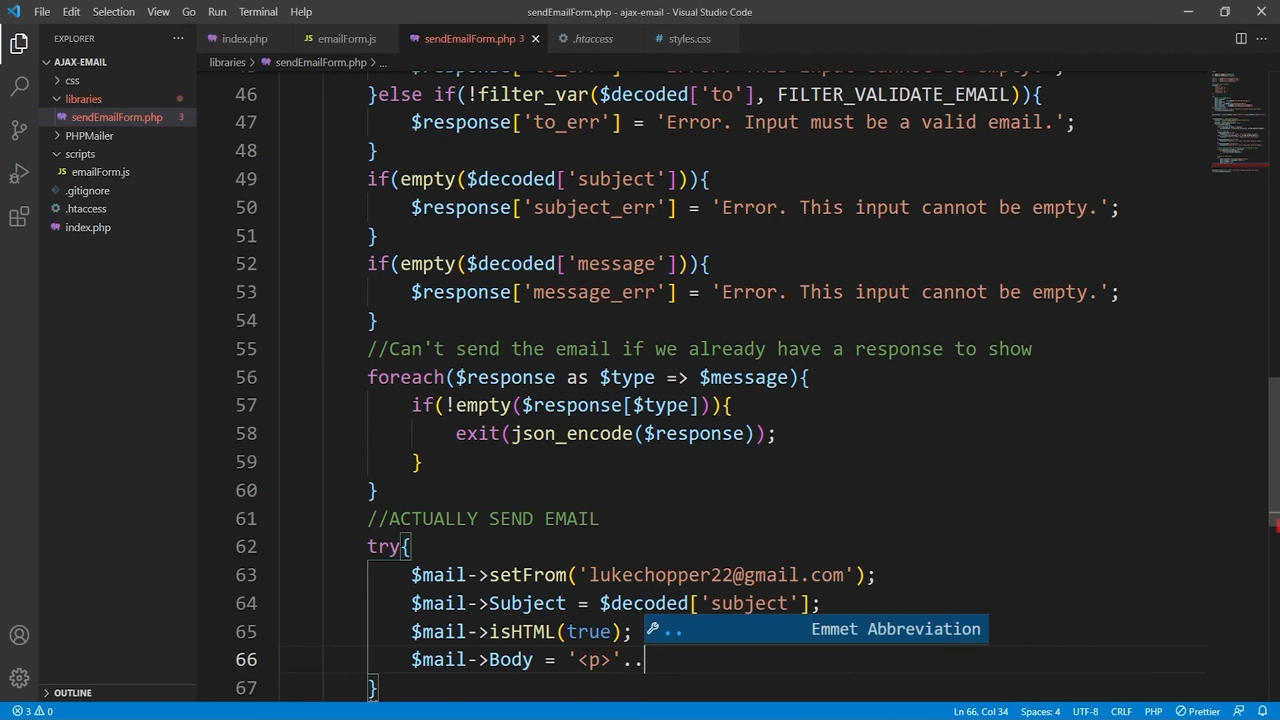 File Edit Selection View Go Run Terminal Help
sendEmailForm.php - ajax-email - Visual Studio Code
EXPLORER
index.php
emailForm.js
sendEmailForm.php 3
.htaccess
styles.css
AJAX-EMAIL
libraries > sendEmailForm.php > ...
css
libraries
sendEmailForm.php 3
PHPMailer
scripts
emailForm.js
.gitignore
.htaccess
index.php
OUTLINE
46 }else if(!filter_var($decoded['to'], FILTER_VALIDATE_EMAIL)){
47 $response['to_err'] = 'Error. Input must be a valid email.';
48 }
49 if(empty($decoded['subject'])){
50 $response['subject_err'] = 'Error. This input cannot be empty.';
51 }
52 if(empty($decoded['message'])){
53 $response['message_err'] = 'Error. This input cannot be empty.';
54 }
55 //Can't send the email if we already have a response to show
56 foreach($response as $type => $message){
57 if(!empty($response[$type])){
58 exit(json_encode($response));
59 }
60 }
61 //ACTUALLY SEND EMAIL
62 try{
63 $mail->setFrom('lukechopper22@gmail.com');
64 $mail->Subject = $decoded['subject'];
65 $mail->isHTML(true);
.. Emmet Abbreviation
66 $mail->Body = '<p>'..
67 }
3 0
Ln 66, Col 34 Spaces: 4 UTF-8 CRLF PHP Prettier